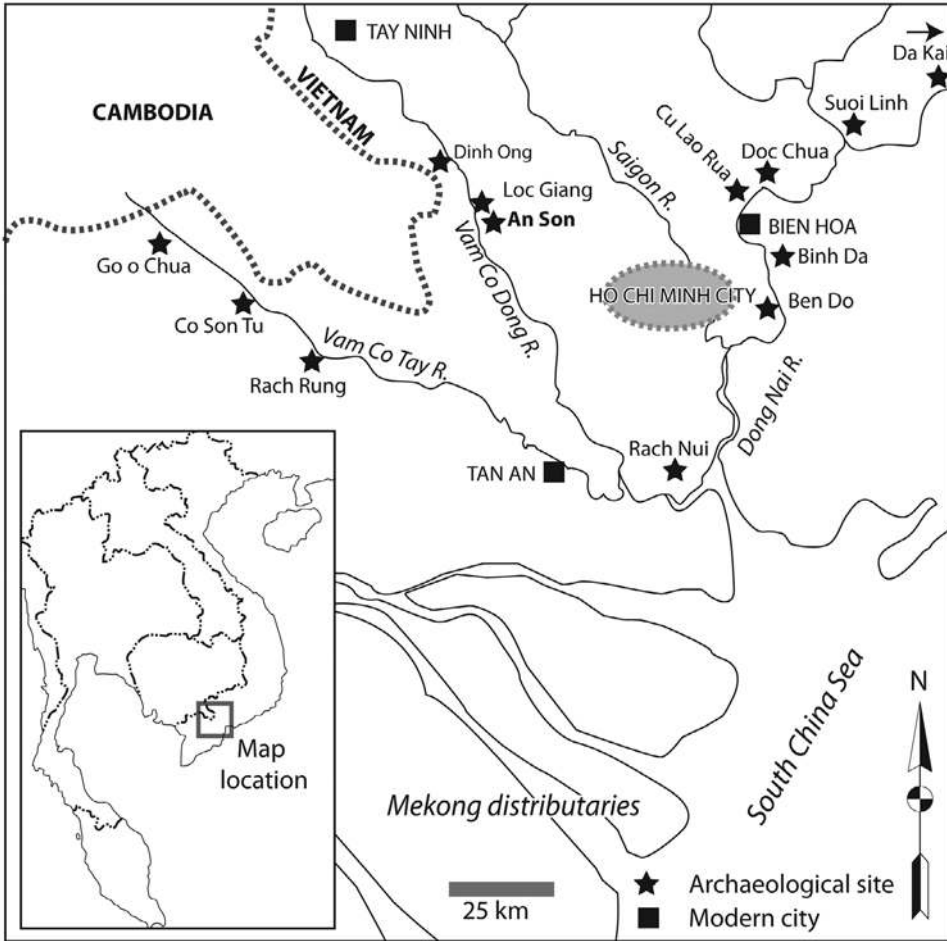 TAY NINH
Da Kai
CAMBODIA
VIETNAM
Suoi Linh
Cu Lao Rua
Doc Chua
Dinh Ong
Saigon R.
Loc Giang
An Son
BIEN HOA
Go o Chua
Binh Da
Vam Co Dong R.
HO CHI MINH CITY
Ben Do
Co Son Tu
Vam Co Tay R.
Rach Rung
Dong Nai R.
Rach Nui
TAN AN
South China Sea
N
Map
location
Mekong distributaries
25 km
Archaeological site
Modern city